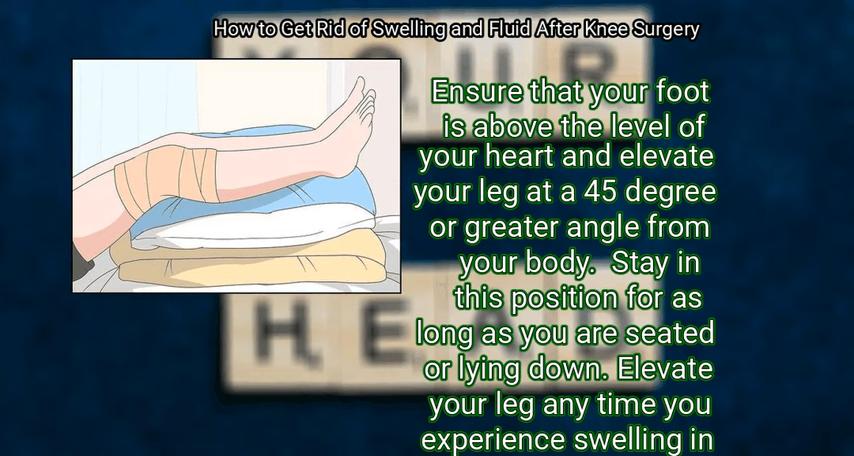 How to Get Rid of Swelling and Fluid After Knee Surgery
Ensure that your foot
is above the level of
your heart and elevate
your leg at a 45 degree
or greater angle from
your body.  Stay in
this position for as
long as you are seated
or lying down. Elevate
your leg any time you
experience swelling in
YOUR
HEAD